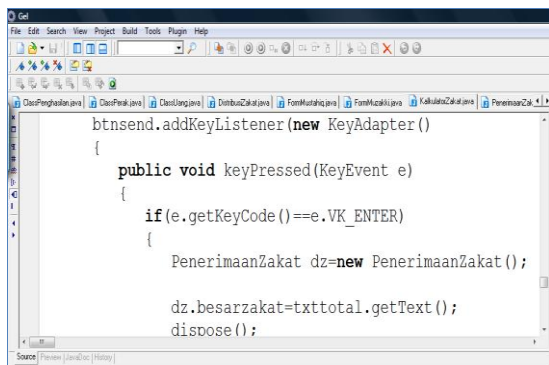 Gel
File Edit Search View Project Build Tools Plugin Help
ClassPenghasilan.java ClassPerak.java ClassUang.java DistribusiZakat.java FormMustahiq.java FormMuzakki.java KalkulatorZakat.java PenerimaanZak
btnsend.addKeyListener(new KeyAdapter()
{
public void keyPressed(KeyEvent e)
{
if(e.getKeyCode()==e.VK_ENTER)
{
PenerimaanZakat dz=new PenerimaanZakat();
dz.besarzakat=txttotal.getText();
dispose();
Source Preview JavaDoc History